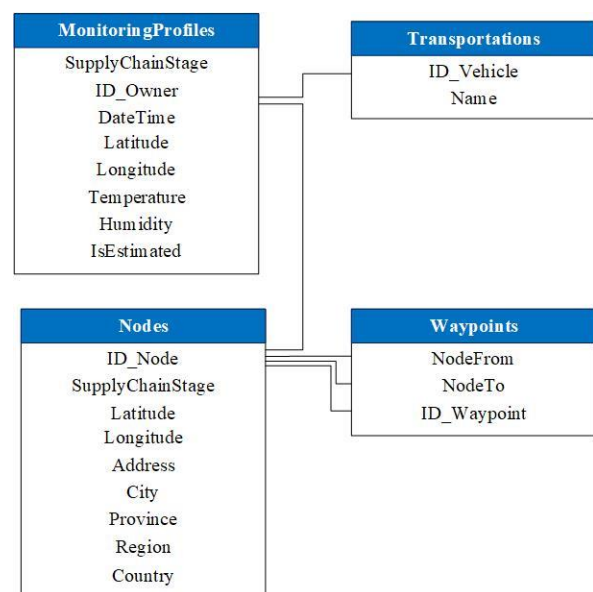 MonitoringProfiles
SupplyChainStage
ID_Owner
DateTime
Latitude
Longitude
Temperature
Humidity
IsEstimated
Transportations
ID_Vehicle
Name
Nodes
ID_Node
SupplyChainStage
Latitude
Longitude
Address
City
Province
Region
Country
Waypoints
NodeFrom
NodeTo
ID_Waypoint